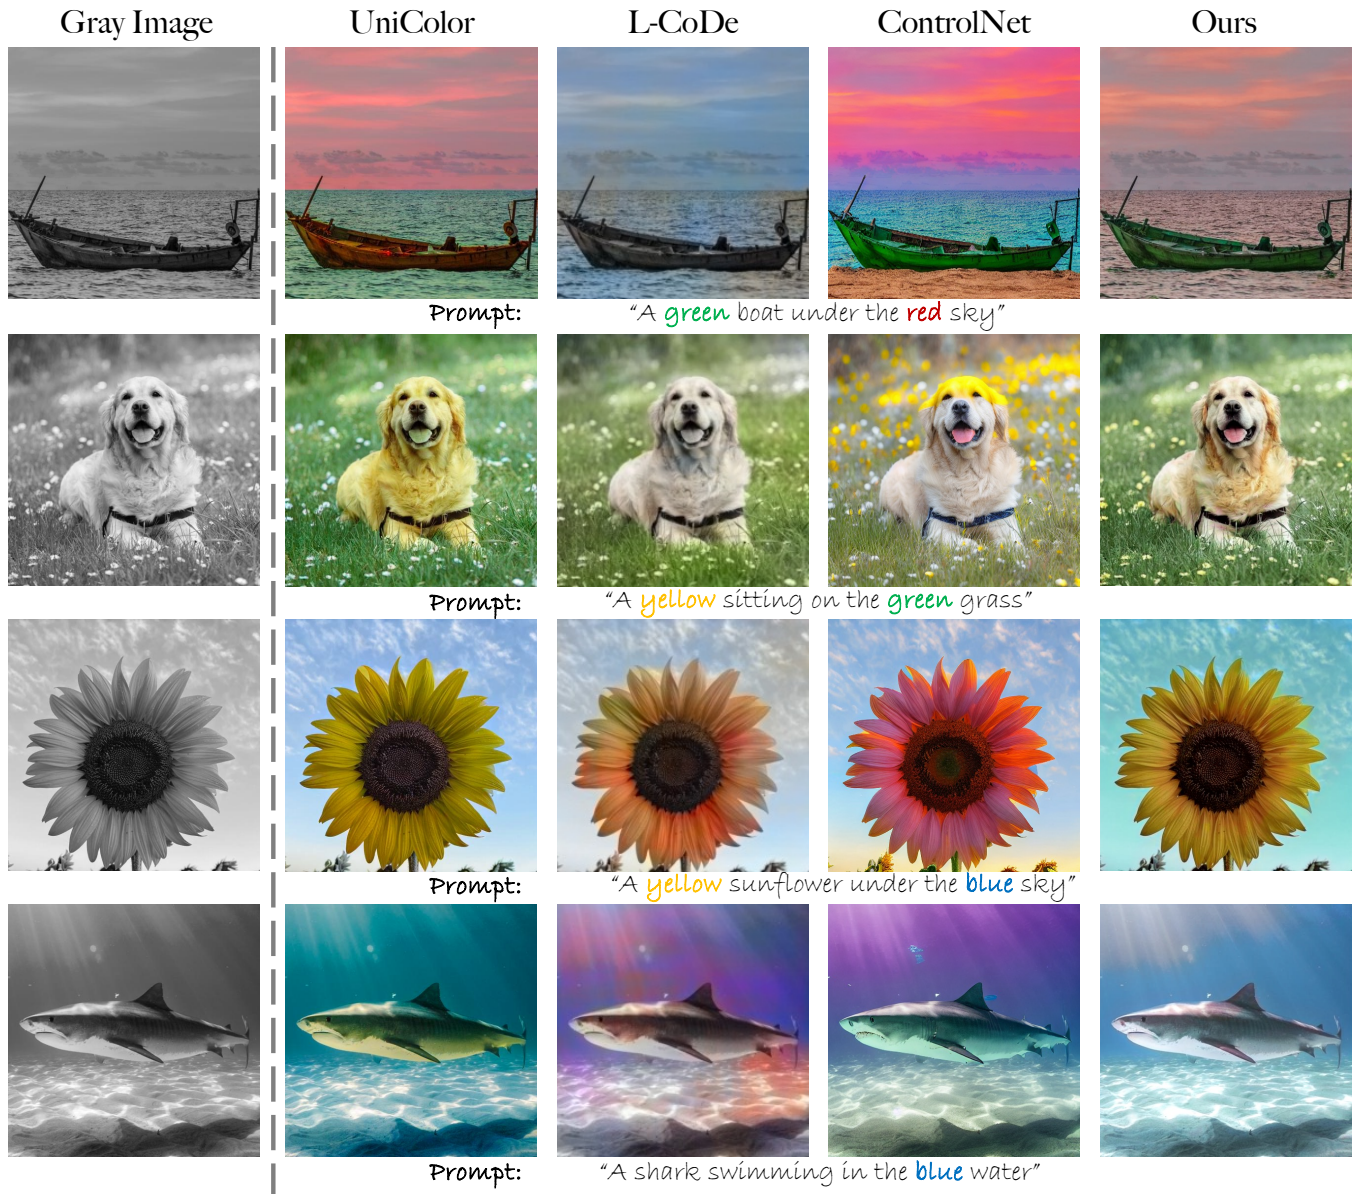 Gray Image UniColor L-CoDe ControlNet Ours
Prompt: “A green boat under the red sky”
Prompt: “A yellow sitting on the green grass”
Prompt: “A yellow sunflower under the blue sky”
Prompt: “A shark swimming in the blue water”